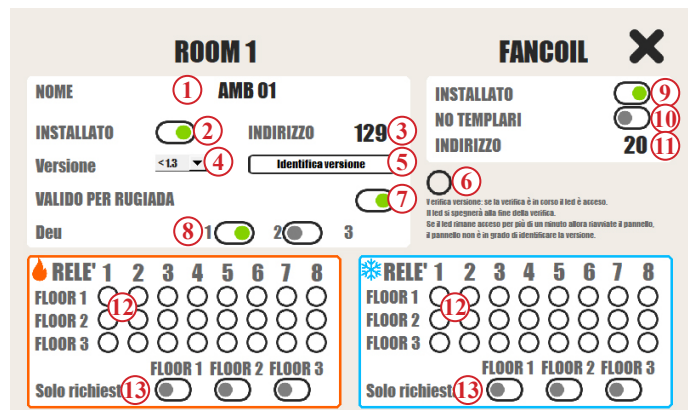 ROOM 1
FANCOIL
NOME 1 AMB 01
INSTALLATO 2 INDIRIZZO 129 3
Versione <1.3 4 Identifica versione 5
VALIDO PER RUGIADA 7
Deu 8 1 2 3
INSTALLATO 9
NO TEMPLARI 10
INDIRIZZO 20 11
6
Verifica versione: se la verifica è in corso il led è acceso.
Il led si spegnerà alla fine della verifica.
Se il led rimane acceso per più di un minuto allora riavviate il pannello,
il pannello non è in grado di identificare la versione.
RELE' 1 2 3 4 5 6 7 8
FLOOR 1
12
FLOOR 2
FLOOR 3
FLOOR 1 FLOOR 2 FLOOR 3
Solo richiest 13
RELE' 1 2 3 4 5 6 7 8
FLOOR 1
12
FLOOR 2
FLOOR 3
FLOOR 1 FLOOR 2 FLOOR 3
Solo richiest 13